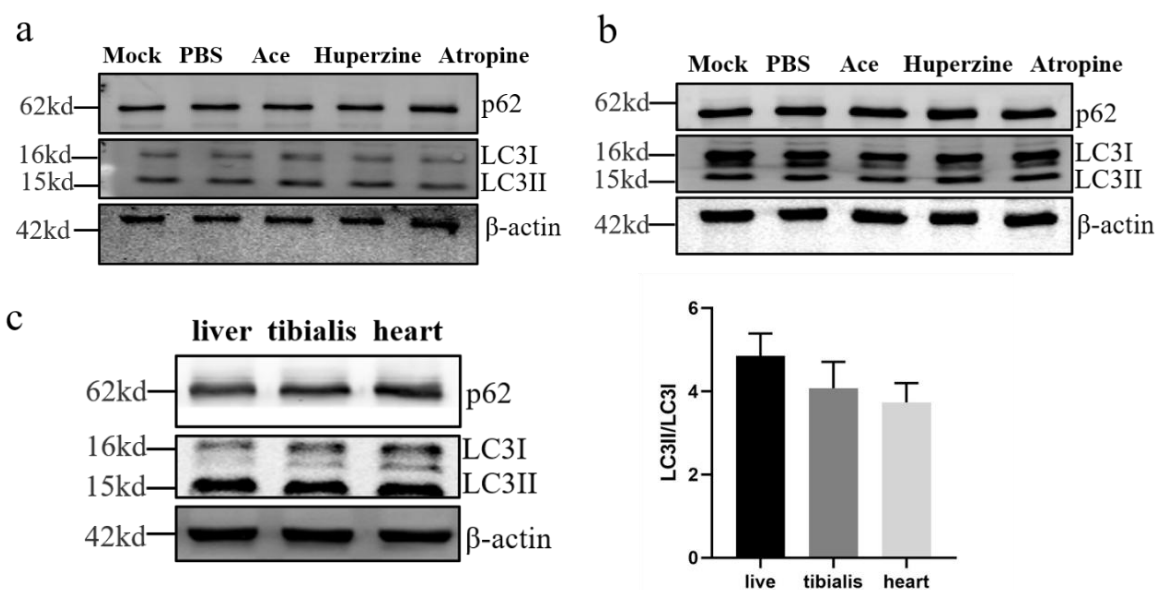 a
Mock PBS Ace Huperzine Atropine
62kd p62
16kd LC3I
15kd LC3II
42kd β-actin
b
Mock PBS Ace Huperzine Atropine
62kd p62
16kd LC3I
15kd LC3II
42kd β-actin
c
liver tibialis heart
62kd p62
16kd LC3I
15kd LC3II
42kd β-actin
LC3II/LC3I
6
4
2
0
live tibialis heart